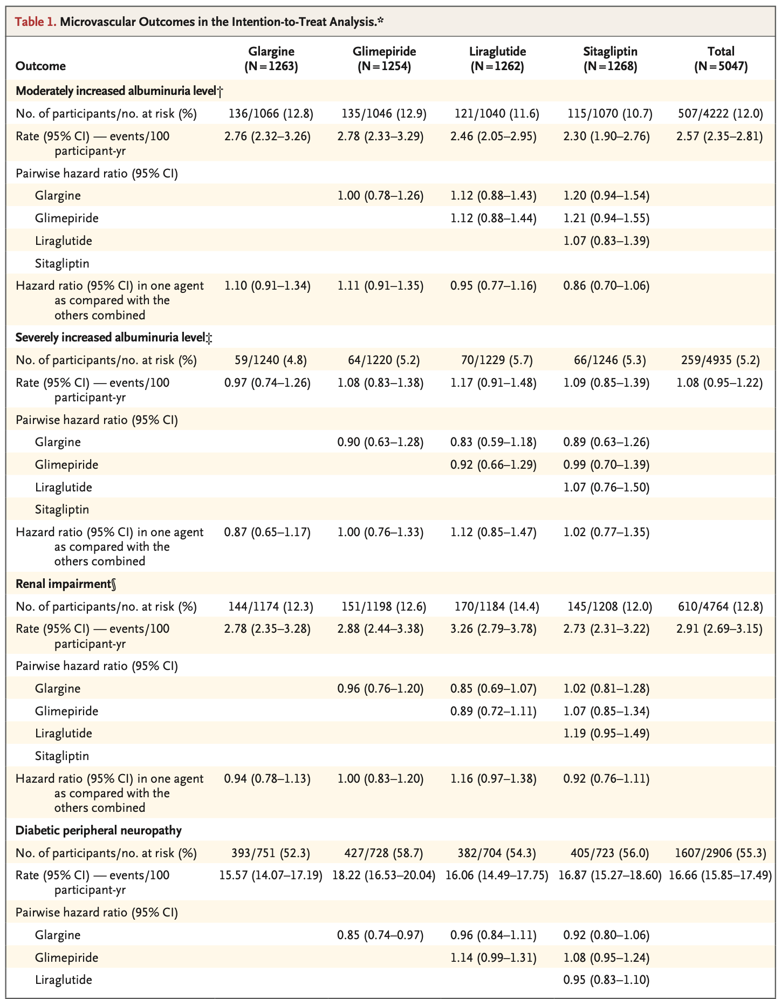 Table 1. Microvascular Outcomes in the Intention-to-Treat Analysis.*
Outcome Glargine (N=1263) Glimepiride (N=1254) Liraglutide (N=1262) Sitagliptin (N=1268) Total (N=5047)
Moderately increased albuminuria level†
No. of participants/no. at risk (%) 136/1066 (12.8) 135/1046 (12.9) 121/1040 (11.6) 115/1070 (10.7) 507/4222 (12.0)
Rate (95% CI) — events/100 2.76 (2.32–3.26) 2.78 (2.33–3.29) 2.46 (2.05–2.95) 2.30 (1.90–2.76) 2.57 (2.35–2.81)
participant-yr
Pairwise hazard ratio (95% CI)
Glargine 1.00 (0.78–1.26) 1.12 (0.88–1.43) 1.20 (0.94–1.54)
Glimepiride 1.12 (0.88–1.44) 1.21 (0.94–1.55)
Liraglutide 1.07 (0.83–1.39)
Sitagliptin
Hazard ratio (95% CI) in one agent 1.10 (0.91–1.34) 1.11 (0.91–1.35) 0.95 (0.77–1.16) 0.86 (0.70–1.06)
as compared with the
others combined
Severely increased albuminuria level‡
No. of participants/no. at risk (%) 59/1240 (4.8) 64/1220 (5.2) 70/1229 (5.7) 66/1246 (5.3) 259/4935 (5.2)
Rate (95% CI) — events/100 0.97 (0.74–1.26) 1.08 (0.83–1.38) 1.17 (0.91–1.48) 1.09 (0.85–1.39) 1.08 (0.95–1.22)
participant-yr
Pairwise hazard ratio (95% CI)
Glargine 0.90 (0.63–1.28) 0.83 (0.59–1.18) 0.89 (0.63–1.26)
Glimepiride 0.92 (0.66–1.29) 0.99 (0.70–1.39)
Liraglutide 1.07 (0.76–1.50)
Sitagliptin
Hazard ratio (95% CI) in one agent 0.87 (0.65–1.17) 1.00 (0.76–1.33) 1.12 (0.85–1.47) 1.02 (0.77–1.35)
as compared with the
others combined
Renal impairment§
No. of participants/no. at risk (%) 144/1174 (12.3) 151/1198 (12.6) 170/1184 (14.4) 145/1208 (12.0) 610/4764 (12.8)
Rate (95% CI) — events/100 2.78 (2.35–3.28) 2.88 (2.44–3.38) 3.26 (2.79–3.78) 2.73 (2.31–3.22) 2.91 (2.69–3.15)
participant-yr
Pairwise hazard ratio (95% CI)
Glargine 0.96 (0.76–1.20) 0.85 (0.69–1.07) 1.02 (0.81–1.28)
Glimepiride 0.89 (0.72–1.11) 1.07 (0.85–1.34)
Liraglutide 1.19 (0.95–1.49)
Sitagliptin
Hazard ratio (95% CI) in one agent 0.94 (0.78–1.13) 1.00 (0.83–1.20) 1.16 (0.97–1.38) 0.92 (0.76–1.11)
as compared with the
others combined
Diabetic peripheral neuropathy
No. of participants/no. at risk (%) 393/751 (52.3) 427/728 (58.7) 382/704 (54.3) 405/723 (56.0) 1607/2906 (55.3)
Rate (95% CI) — events/100 15.57 (14.07–17.19) 18.22 (16.53–20.04) 16.06 (14.49–17.75) 16.87 (15.27–18.60) 16.66 (15.85–17.49)
participant-yr
Pairwise hazard ratio (95% CI)
Glargine 0.85 (0.74–0.97) 0.96 (0.84–1.11) 0.92 (0.80–1.06)
Glimepiride 1.14 (0.99–1.31) 1.08 (0.95–1.24)
Liraglutide 0.95 (0.83–1.10)